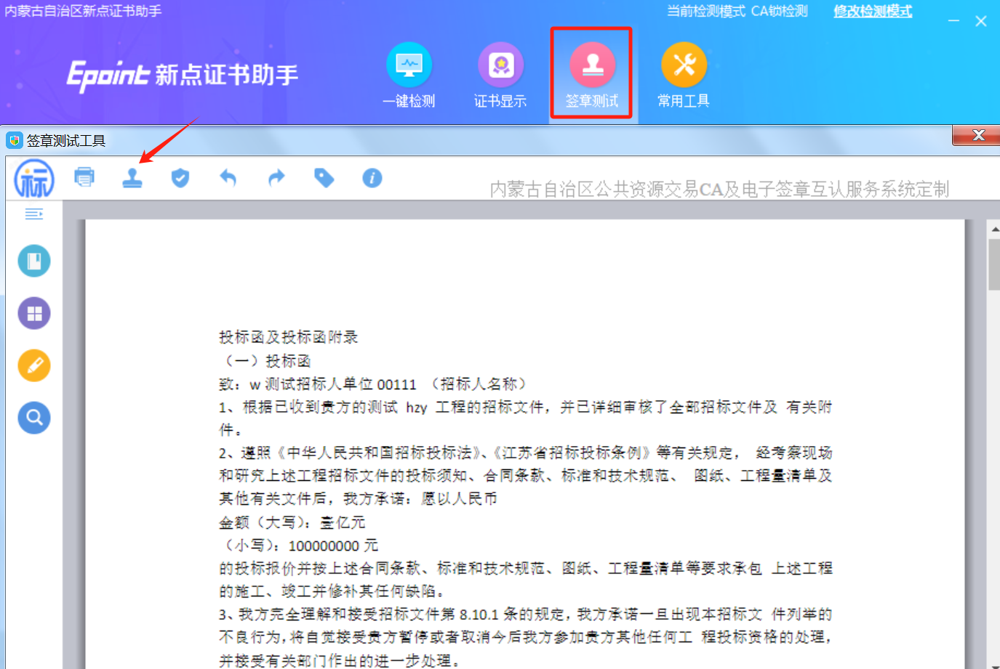 内蒙古自治区新点证书助手
当前检测模式 CA锁检测 修改检测模式
Epoint 新点证书助手
一键检测 证书显示 签章测试 常用工具
签章测试工具
标
内蒙古自治区公共资源交易CA及电子签章互认服务系统定制
投标函及投标函附录
（一）投标函
致：w 测试招标人单位 00111 （招标人名称）
1、根据已收到贵方的测试 hzy 工程的招标文件，并已详细审核了全部招标文件及 有关附
件。
2、遵照《中华人民共和国招标投标法》、《江苏省招标投标条例》等有关规定， 经考察现场
和研究上述工程招标文件的投标须知、合同条款、标准和技术规范、 图纸、工程量清单及
其他有关文件后，我方承诺：愿以人民币
金额（大写）：壹亿元
（小写）：100000000 元
的投标报价并按上述合同条款、标准和技术规范、图纸、工程量清单等要求承包 上述工程
的施工、竣工并修补其任何缺陷。
3、我方完全理解和接受招标文件第 8.10.1 条的规定，我方承诺一旦出现本招标文 件列举的
不良行为，将自觉接受贵方暂停或者取消今后我方参加贵方其他任何工 程投标资格的处理，
并接受有关部门作出的进一步处理。